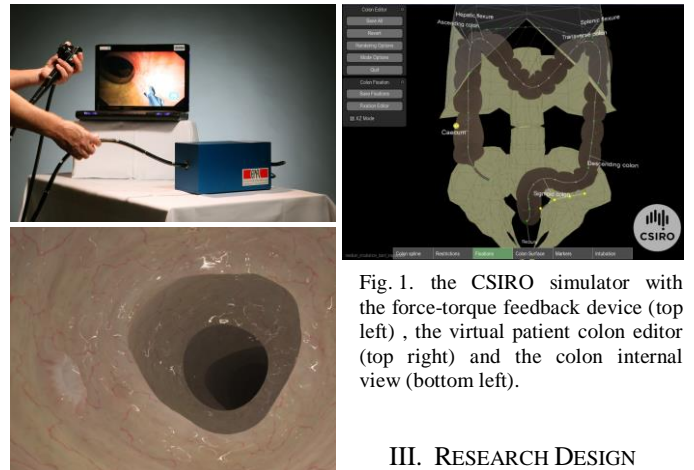 Colon Editor
Save All
Revert
Rendering Options
Mode Options
Quit
Colon Fixation
Save Fixations
Fixation Editor
XZ Mode
Hepatic flexure
Ascending colon
Splenic flexure
Transverse colon
Caecum
Descending colon
Sigmoid colon
CSIRO
Colon spline
Restrictions
Fixations
Colon Surface
Markers
Intubation
Fig. 1. the CSIRO simulator with
the force-torque feedback device (top
left) , the virtual patient colon editor
(top right) and the colon internal
view (bottom left).
III. RESEARCH DESIGN